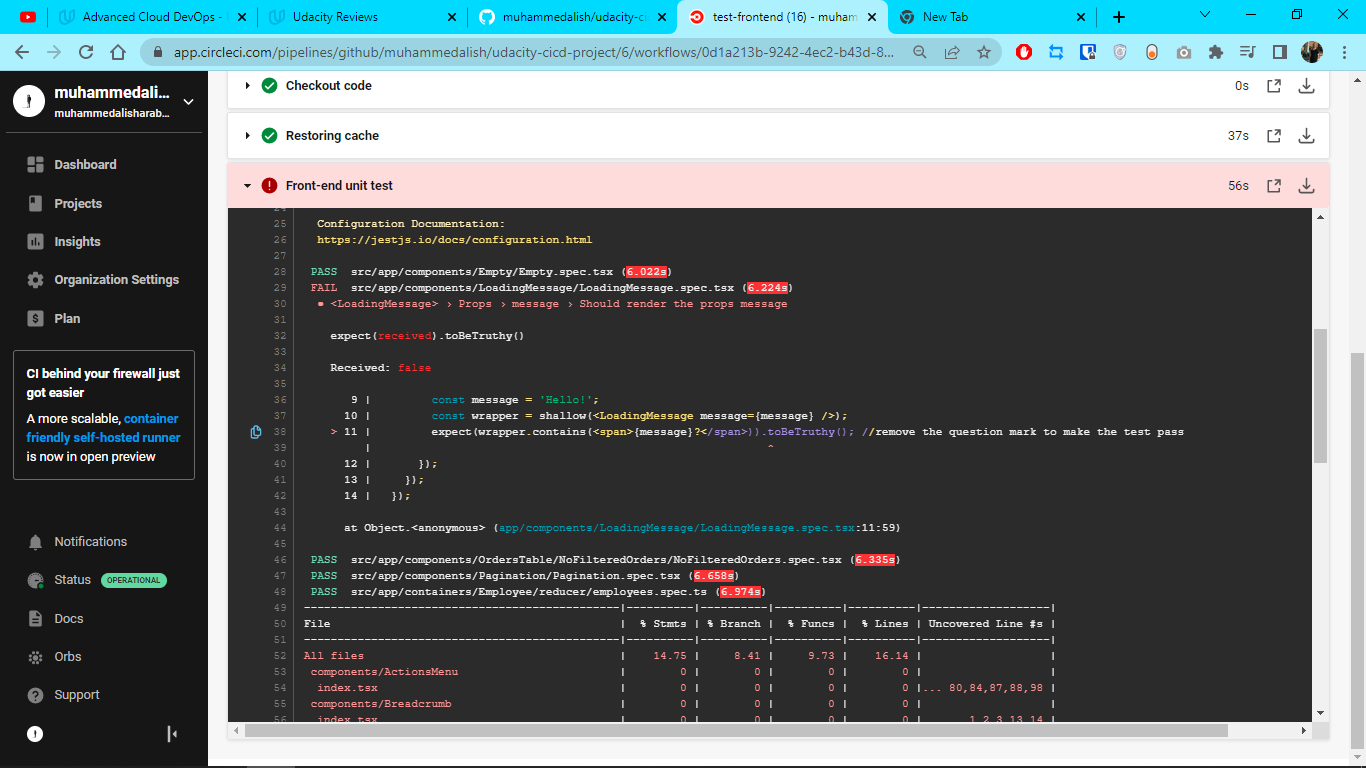 Advanced Cloud DevOps -
Udacity Reviews
muhammedalish/udacity-ci
test-frontend (16) - muham
New Tab
app.circleci.com/pipelines/github/muhammedalish/udacity-cicd-project/6/workflows/0d1a213b-9242-4ec2-b43d-8...
muhammedali...
muhammedalisharab...
Dashboard
Projects
Insights
Organization Settings
Plan
CI behind your firewall just
got easier
A more scalable, container
friendly self-hosted runner
is now in open preview
Notifications
Status OPERATIONAL
Docs
Orbs
Support
Checkout code 0s
Restoring cache 37s
Front-end unit test 56s
24
25 Configuration Documentation:
26 https://jestjs.io/docs/configuration.html
27
28 PASS src/app/components/Empty/Empty.spec.tsx (6.022s)
29 FAIL src/app/components/LoadingMessage/LoadingMessage.spec.tsx (6.224s)
30 ● <LoadingMessage> › Props › message › Should render the props message
31
32 expect(received).toBeTruthy()
33
34 Received: false
35
36 9 | const message = 'Hello!';
37 10 | const wrapper = shallow(<LoadingMessage message={message} />);
38 > 11 | expect(wrapper.contains(<span>{message}?</span>)).toBeTruthy(); //remove the question mark to make the test pass
39 | ^
40 12 | });
41 13 | });
42 14 | });
43
44 at Object.<anonymous> (app/components/LoadingMessage/LoadingMessage.spec.tsx:11:59)
45
46 PASS src/app/components/OrdersTable/NoFilteredOrders/NoFilteredOrders.spec.tsx (6.335s)
47 PASS src/app/components/Pagination/Pagination.spec.tsx (6.658s)
48 PASS src/app/containers/Employee/reducer/employees.spec.ts (6.974s)
49 -----------------------------------------------|----------|----------|----------|----------|-------------------|
50 File | % Stmts | % Branch | % Funcs | % Lines | Uncovered Line #s |
51 -----------------------------------------------|----------|----------|----------|----------|-------------------|
52 All files | 14.75 | 8.41 | 9.73 | 16.14 | |
53 components/ActionsMenu | 0 | 0 | 0 | 0 | |
54 index.tsx | 0 | 0 | 0 | 0 |... 80,84,87,88,98 |
55 components/Breadcrumb | 0 | 0 | 0 | 0 | |
56 index.tsx | 0 | 0 | 0 | 0 | 1,2,3,13,14 |